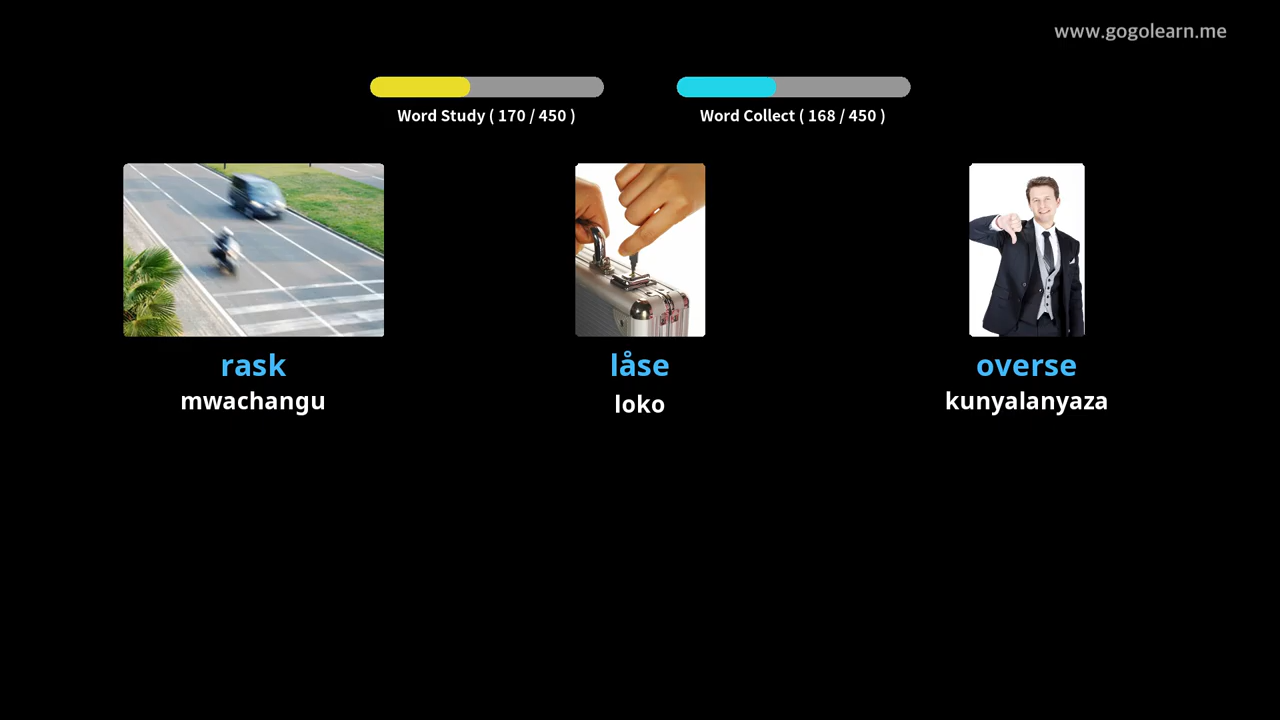 www.gogolearn.me
Word Study ( 170 / 450 )
Word Collect ( 168 / 450 )
rask
mwachangu
låse
loko
overse
kunyalanyaza